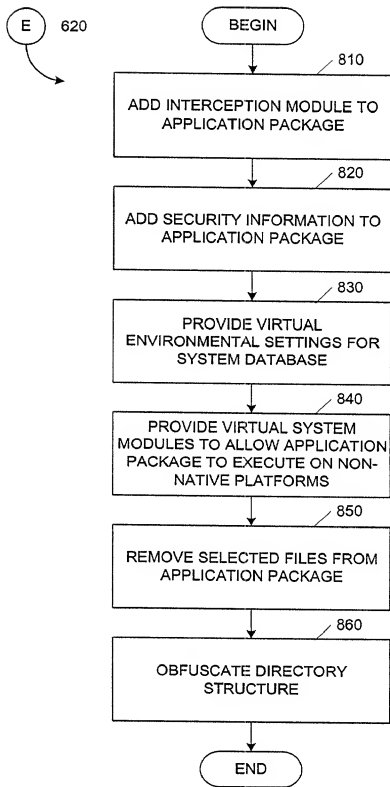 E 620
BEGIN
810
ADD INTERCEPTION MODULE TO
APPLICATION PACKAGE
820
ADD SECURITY INFORMATION TO
APPLICATION PACKAGE
830
PROVIDE VIRTUAL
ENVIRONMENTAL SETTINGS FOR
SYSTEM DATABASE
840
PROVIDE VIRTUAL SYSTEM
MODULES TO ALLOW APPLICATION
PACKAGE TO EXECUTE ON NON-
NATIVE PLATFORMS
850
REMOVE SELECTED FILES FROM
APPLICATION PACKAGE
860
OBFUSCATE DIRECTORY
STRUCTURE
END